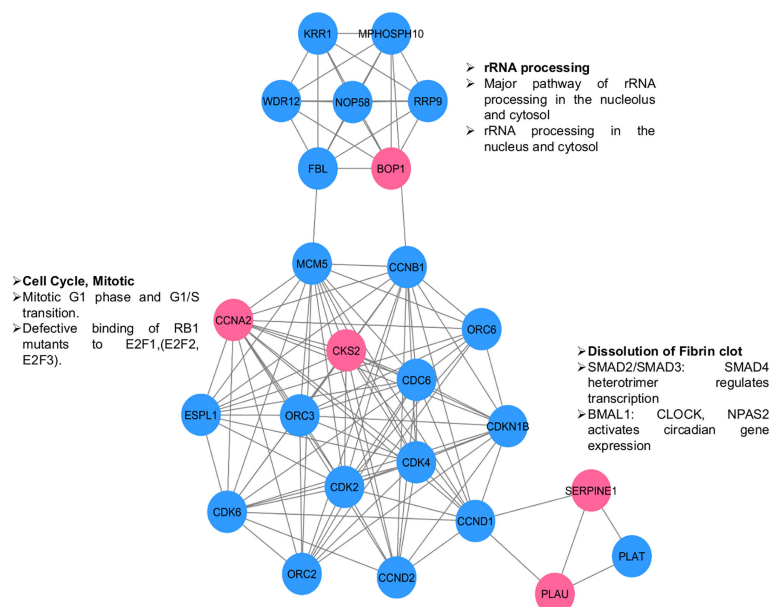 KRR1
MPHOSPH10
WDR12
NOP58
RRP9
FBL
BOP1
➢ rRNA processing
➢ Major pathway of rRNA
processing in the nucleolus
and cytosol
➢ rRNA processing in the
nucleus and cytosol
MCM5
CCNB1
➢Cell Cycle, Mitotic
➢Mitotic G1 phase and G1/S
transition.
➢Defective binding of RB1
mutants to E2F1,(E2F2,
E2F3).
CCNA2
ORC6
CKS2
CDC6
ESPL1
ORC3
CDKN1B
CDK4
CDK2
CDK6
CCND1
ORC2
CCND2
➢Dissolution of Fibrin clot
➢SMAD2/SMAD3: SMAD4
heterotrimer regulates
transcription
➢BMAL1: CLOCK, NPAS2
activates circadian gene
expression
SERPINE1
PLAT
PLAU